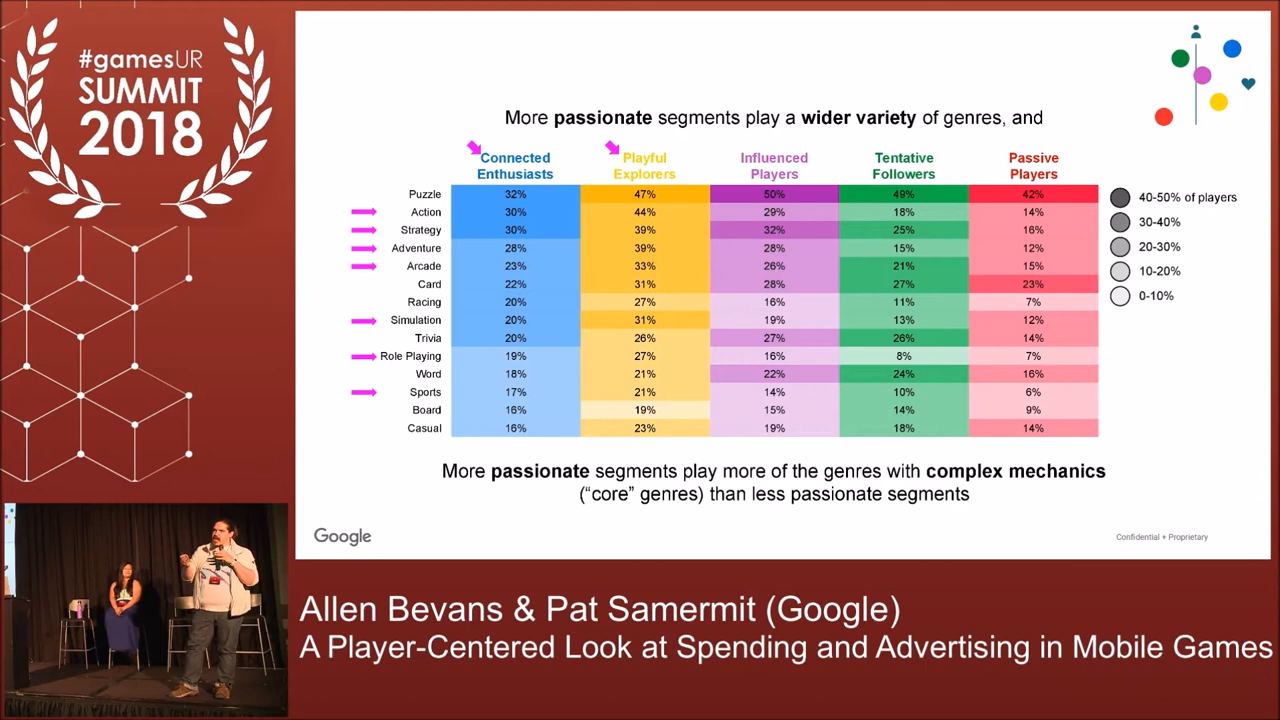 #gamesUR
SUMMIT
2018
More passionate segments play a wider variety of genres, and
Connected Enthusiasts Playful Explorers Influenced Players Tentative Followers Passive Players
Puzzle 32% 47% 50% 49% 42%
Action 30% 44% 29% 18% 14%
Strategy 30% 39% 32% 25% 16%
Adventure 28% 39% 28% 15% 12%
Arcade 23% 33% 26% 21% 15%
Card 22% 31% 28% 27% 23%
Racing 20% 27% 16% 11% 7%
Simulation 20% 31% 19% 13% 12%
Trivia 20% 26% 27% 26% 14%
Role Playing 19% 27% 16% 8% 7%
Word 18% 21% 22% 24% 16%
Sports 17% 21% 14% 10% 6%
Board 16% 19% 15% 14% 9%
Casual 16% 23% 19% 18% 14%
40-50% of players
30-40%
20-30%
10-20%
0-10%
More passionate segments play more of the genres with complex mechanics
("core" genres) than less passionate segments
Google
Confidential + Proprietary
Allen Bevans & Pat Samermit (Google)
A Player-Centered Look at Spending and Advertising in Mobile Games